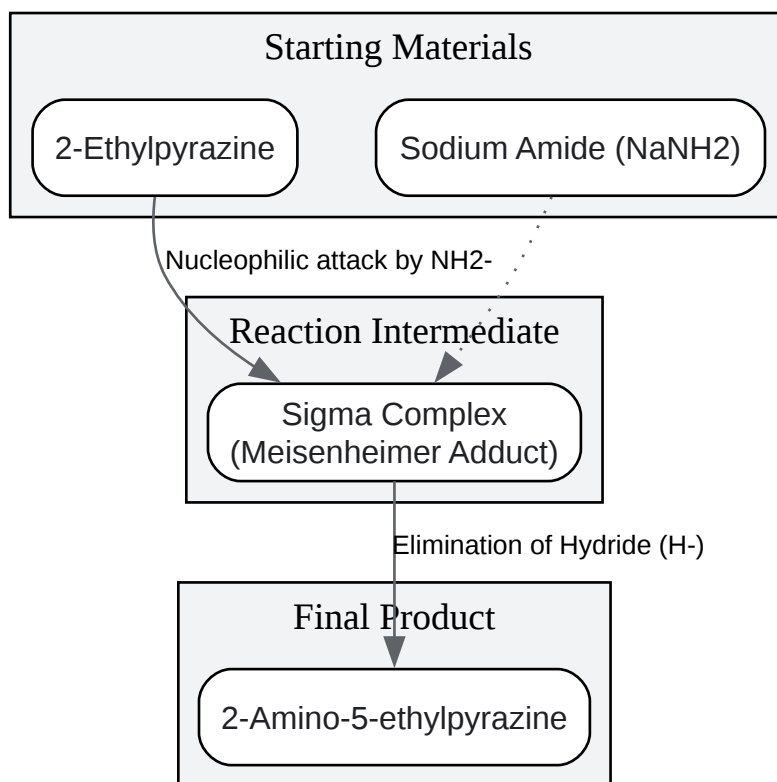 Starting Materials
2-Ethylpyrazine
Sodium Amide (NaNH2)
Nucleophilic attack by NH2-
Reaction Intermediate
Sigma Complex
(Meisenheimer Adduct)
Elimination of Hydride (H-)
Final Product
2-Amino-5-ethylpyrazine